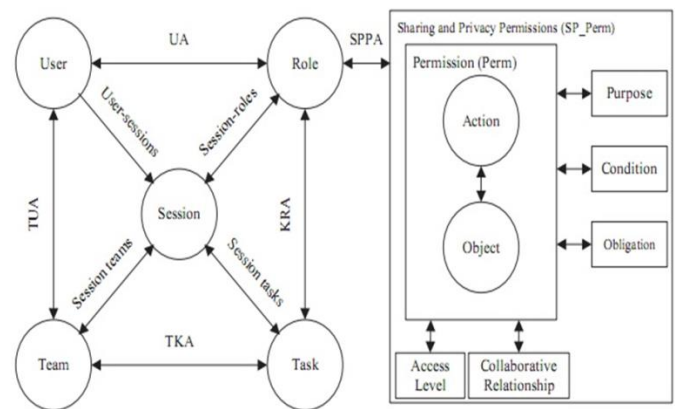 Sharing and Privacy Permissions (SP_Perm)
UA
SPPA
User
Role
Permission (Perm)
Purpose
User-sessions
Session-roles
Action
Condition
Session
TUA
KRA
Object
Obligation
Session teams
Session tasks
TKA
Team
Task
Access
Level
Collaborative
Relationship